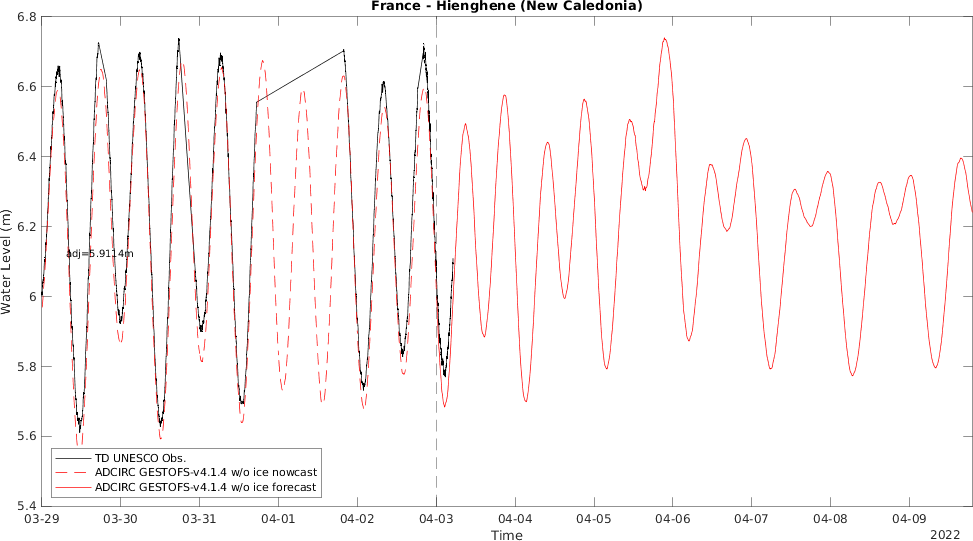 France - Hienghene (New Caledonia)
6.8
6.6
6.4
6.2
6
5.8
5.6
5.4
Water Level (m)
adj=5.9114m
TD UNESCO Obs.
ADCIRC GESTOFS-v4.1.4 w/o ice nowcast
ADCIRC GESTOFS-v4.1.4 w/o ice forecast
03-29 03-30 03-31 04-01 04-02 04-03 04-04 04-05 04-06 04-07 04-08 04-09
Time
2022